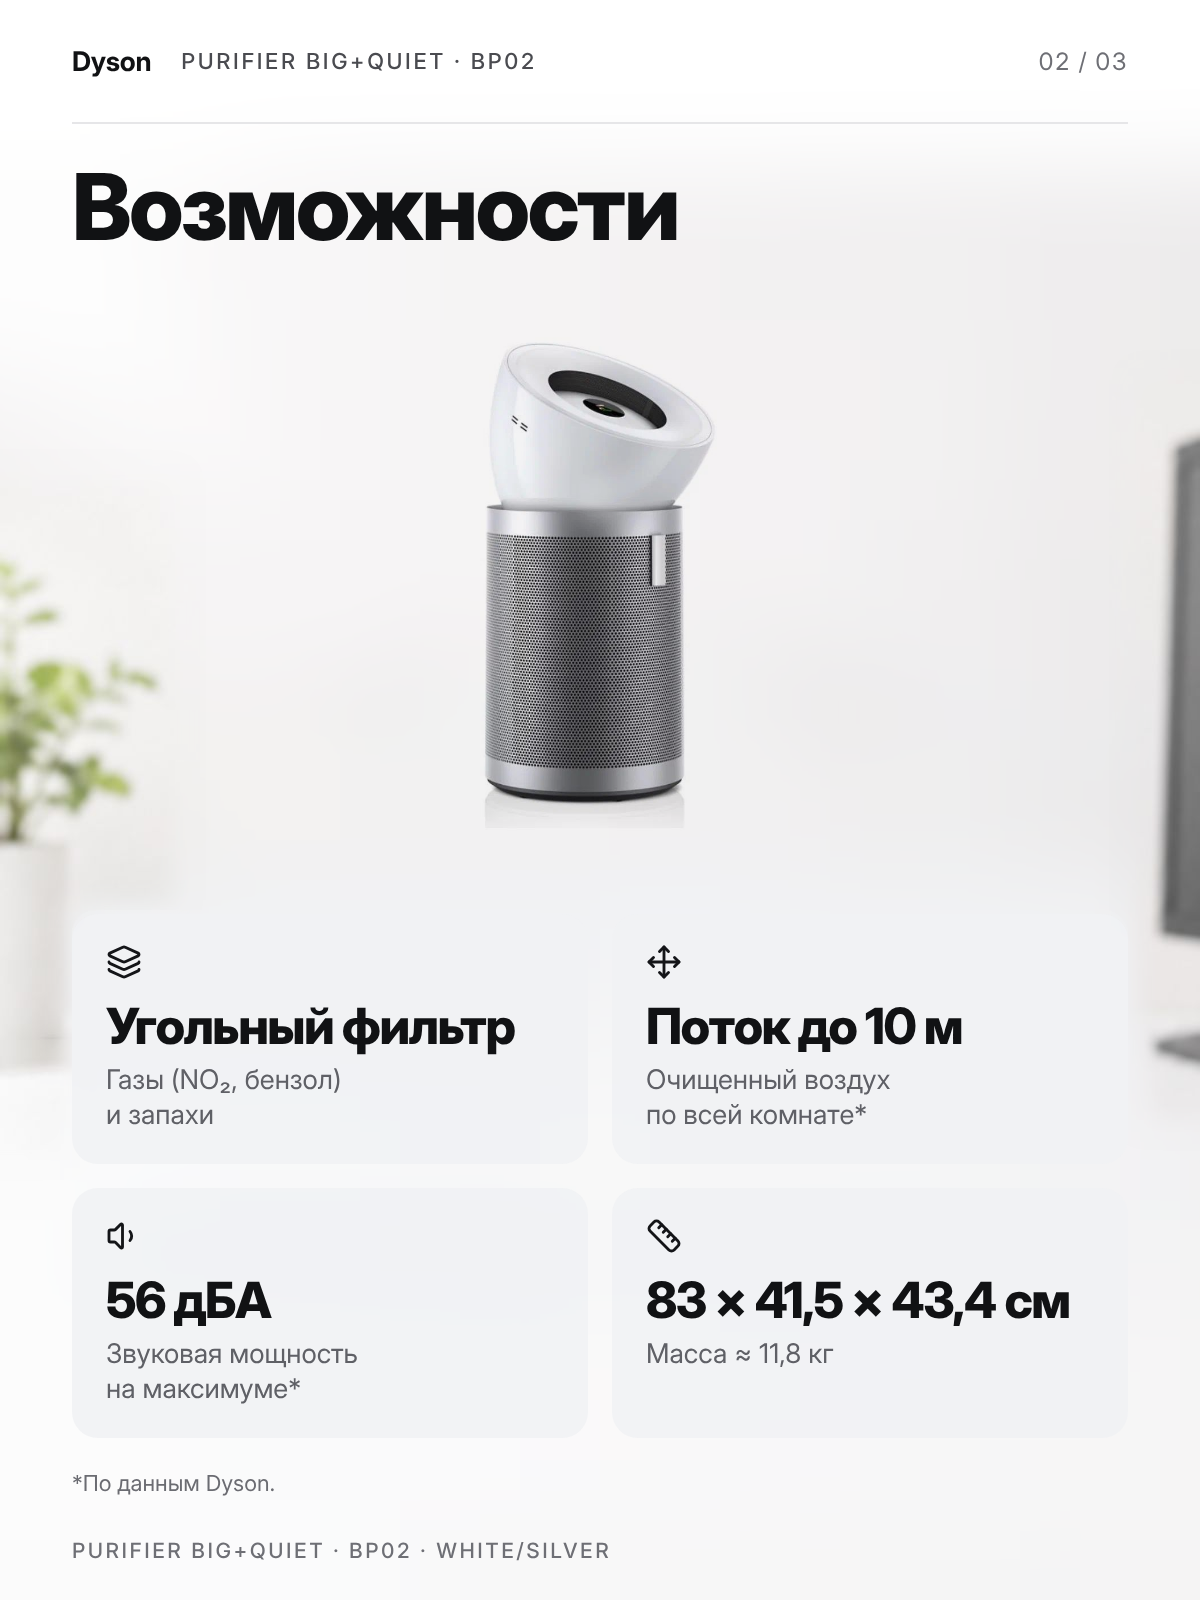 Dyson PURIFIER BIG+QUIET · BP02 02 / 03
Возможности
Угольный фильтр
Газы (NO₂, бензол)
и запахи
Поток до 10 м
Очищенный воздух
по всей комнате*
56 дБА
Звуковая мощность
на максимуме*
83 × 41,5 × 43,4 см
Масса ≈ 11,8 кг
*По данным Dyson.
PURIFIER BIG+QUIET · BP02 · WHITE/SILVER